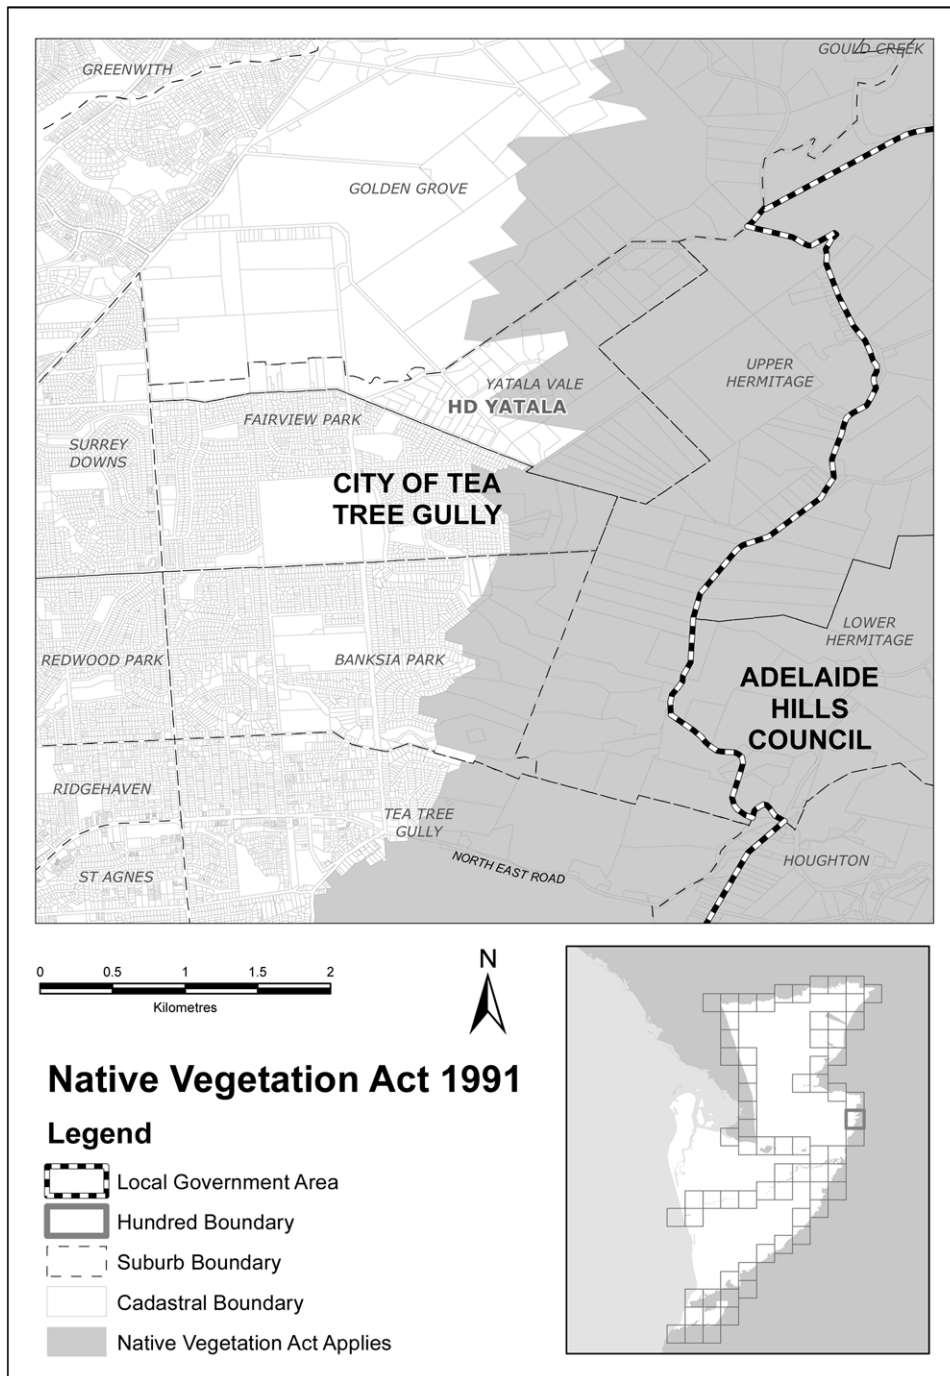 GREENWITH
GOULD CREEK
GOLDEN GROVE
UPPER
HERMITAGE
YATALA VALE
HD YATALA
FAIRVIEW PARK
SURREY
DOWNS
CITY OF TEA
TREE GULLY
LOWER
HERMITAGE
REDWOOD PARK
BANKSIA PARK
ADELAIDE
HILLS
COUNCIL
RIDGEHAVEN
TEA TREE
GULLY
NORTH EAST ROAD
HOUGHTON
ST AGNES
0 0.5 1 1.5 2
Kilometres
N
Native Vegetation Act 1991
Legend
Local Government Area
Hundred Boundary
Suburb Boundary
Cadastral Boundary
Native Vegetation Act Applies